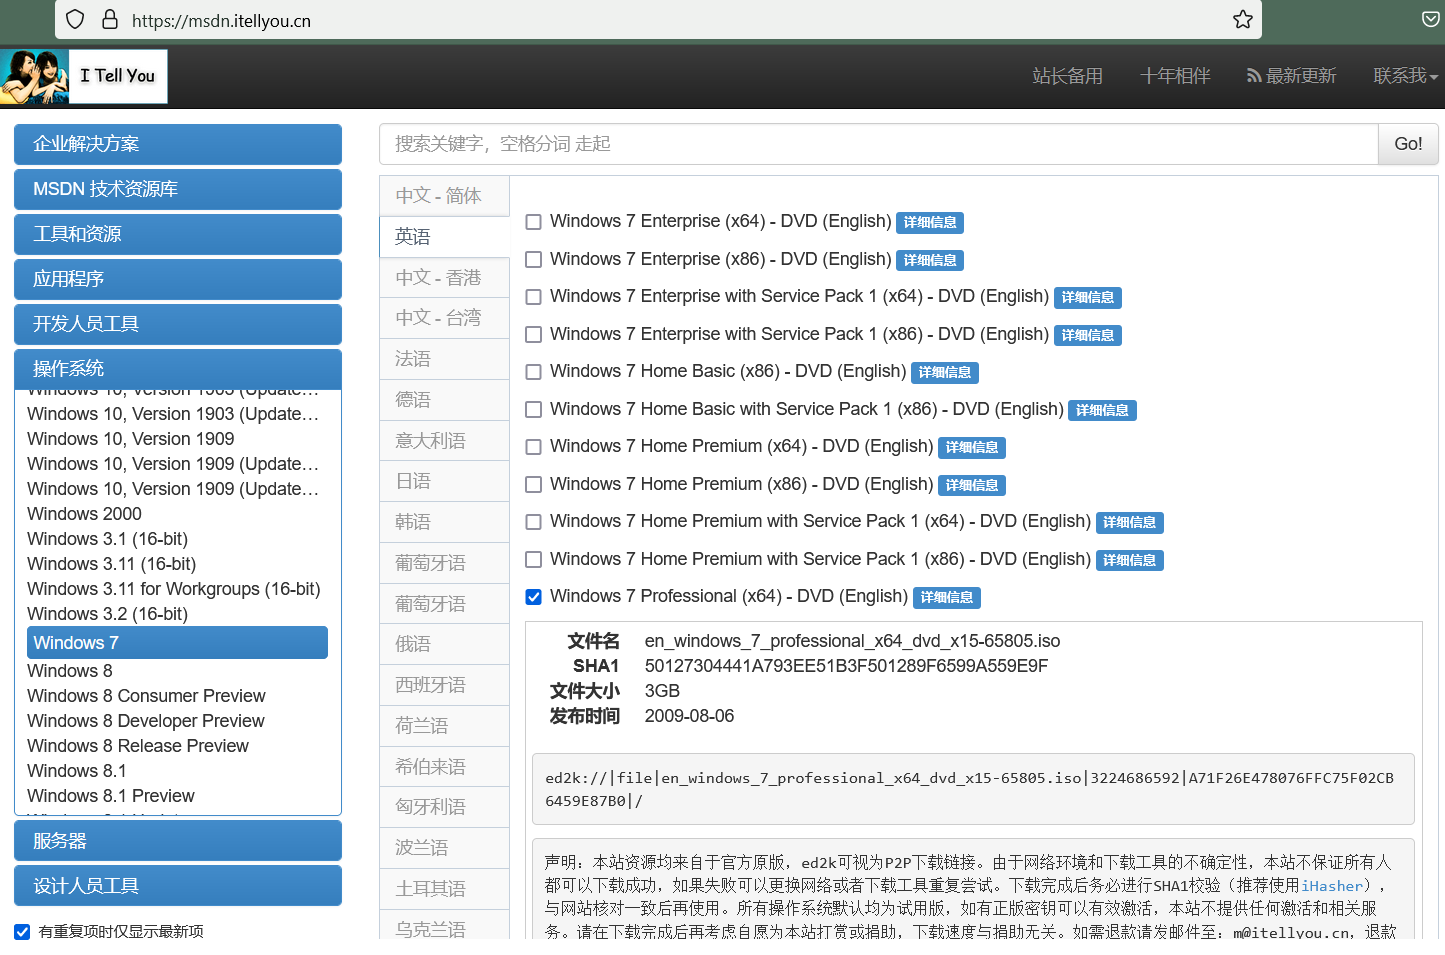 https://msdn.itellyou.cn
I Tell You
站长备用
十年相伴
最新更新
联系我
企业解决方案
MSDN 技术资源库
工具和资源
应用程序
开发人员工具
操作系统
Windows 10, Version 1903 (Update…
Windows 10, Version 1903 (Update…
Windows 10, Version 1909
Windows 10, Version 1909 (Update…
Windows 10, Version 1909 (Update…
Windows 2000
Windows 3.1 (16-bit)
Windows 3.11 (16-bit)
Windows 3.11 for Workgroups (16-bit)
Windows 3.2 (16-bit)
Windows 7
Windows 8
Windows 8 Consumer Preview
Windows 8 Developer Preview
Windows 8 Release Preview
Windows 8.1
Windows 8.1 Preview
服务器
设计人员工具
有重复项时仅显示最新项
搜索关键字，空格分词 走起
Go!
中文 - 简体
英语
中文 - 香港
中文 - 台湾
法语
德语
意大利语
日语
韩语
葡萄牙语
葡萄牙语
俄语
西班牙语
荷兰语
希伯来语
匈牙利语
波兰语
土耳其语
乌克兰语
Windows 7 Enterprise (x64) - DVD (English) 详细信息
Windows 7 Enterprise (x86) - DVD (English) 详细信息
Windows 7 Enterprise with Service Pack 1 (x64) - DVD (English) 详细信息
Windows 7 Enterprise with Service Pack 1 (x86) - DVD (English) 详细信息
Windows 7 Home Basic (x86) - DVD (English) 详细信息
Windows 7 Home Basic with Service Pack 1 (x86) - DVD (English) 详细信息
Windows 7 Home Premium (x64) - DVD (English) 详细信息
Windows 7 Home Premium (x86) - DVD (English) 详细信息
Windows 7 Home Premium with Service Pack 1 (x64) - DVD (English) 详细信息
Windows 7 Home Premium with Service Pack 1 (x86) - DVD (English) 详细信息
Windows 7 Professional (x64) - DVD (English) 详细信息
文件名 en_windows_7_professional_x64_dvd_x15-65805.iso
SHA1 50127304441A793EE51B3F501289F6599A559E9F
文件大小 3GB
发布时间 2009-08-06
ed2k://|file|en_windows_7_professional_x64_dvd_x15-65805.iso|3224686592|A71F26E478076FFC75F02CB
6459E87B0|/
声明：本站资源均来自于官方原版，ed2k可视为P2P下载链接。由于网络环境和下载工具的不确定性，本站不保证所有人
都可以下载成功，如果失败可以更换网络或者下载工具重复尝试。下载完成后务必进行SHA1校验（推荐使用iHasher），
与网站核对一致后再使用。所有操作系统默认均为试用版，如有正版密钥可以有效激活，本站不提供任何激活和相关服
务。请在下载完成后再考虑自愿为本站打赏或捐助，下载速度与捐助无关。如需退款请发邮件至：m@itellyou.cn，退款